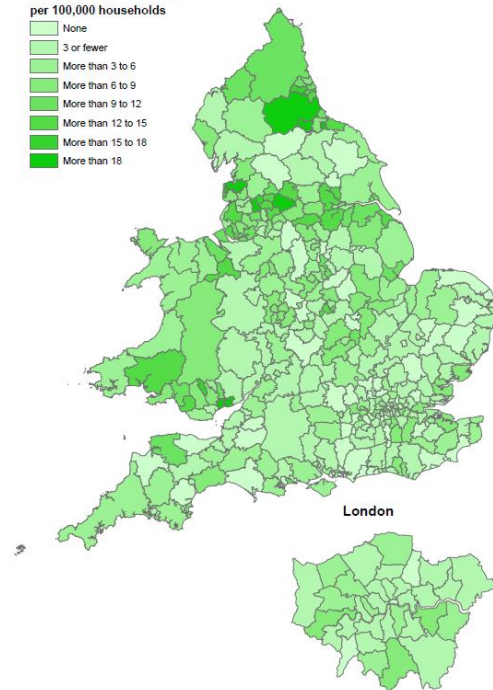 per 100,000 households
None
3 or fewer
More than 3 to 6
More than 6 to 9
More than 9 to 12
More than 12 to 15
More than 15 to 18
More than 18
London